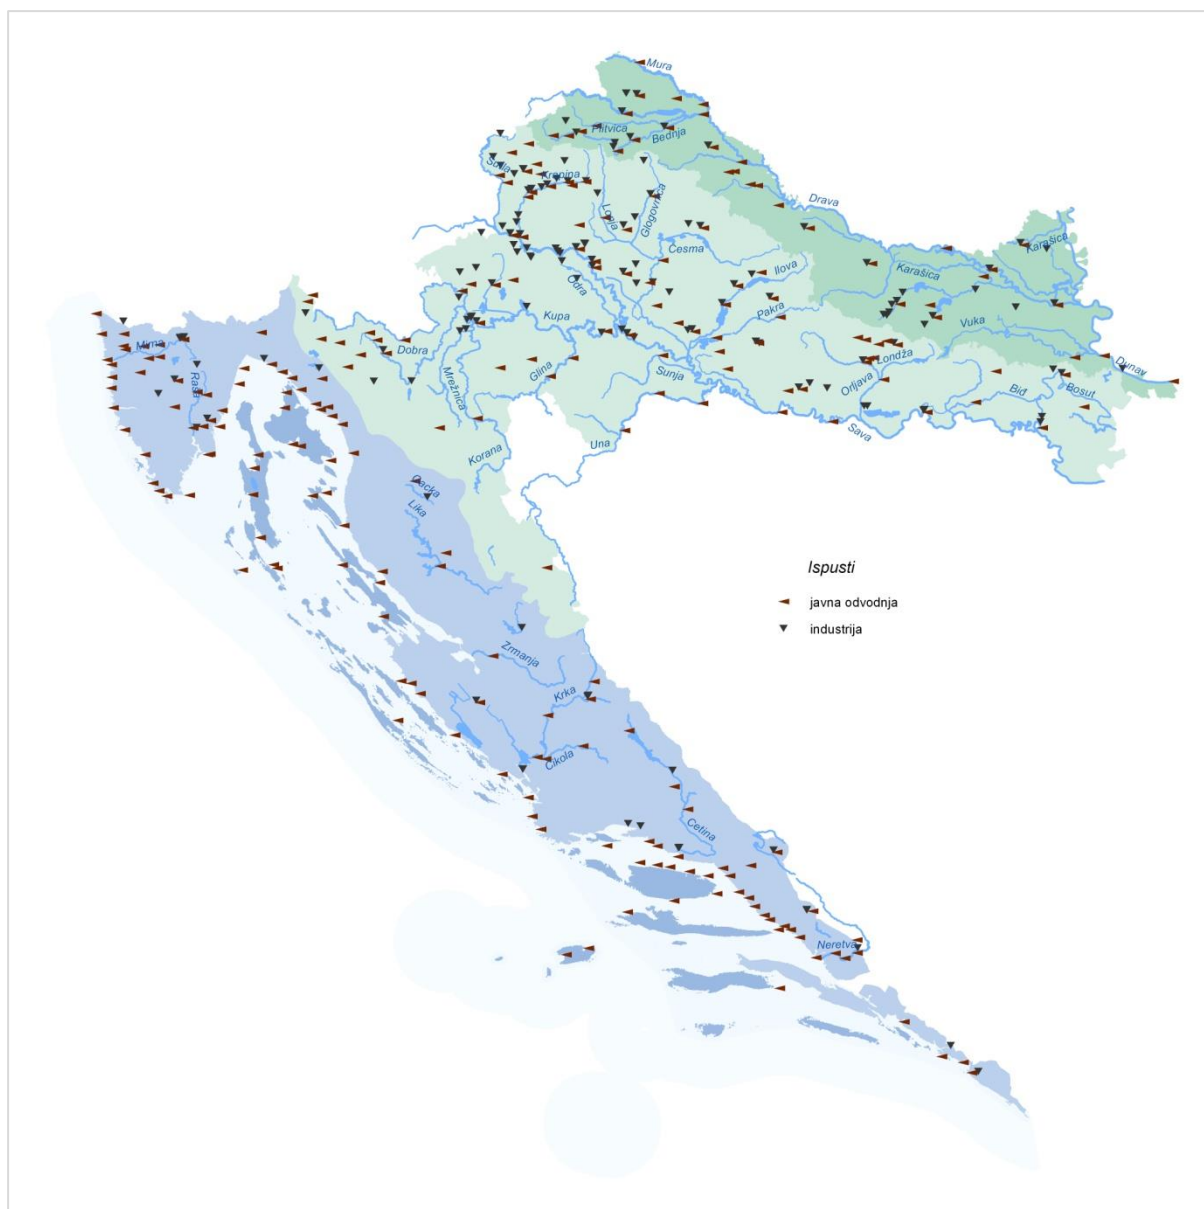 Mura
Plitvica
Bednja
Sutla
Krapina
Lonja
Glogovnica
Drava
Karašica
Česma
Ilova
Odra
Karašica
Pakra
Kupa
Vuka
Mirna
Dobra
Londža
Dunav
Raša
Mrežnica
Glina
Sunja
Orljava
Bid
Bosut
Sava
Una
Korana
Gacka
Lika
Ispusti
javna odvodnja
industrija
Zrmanja
Krka
Čikola
Cetina
Neretva